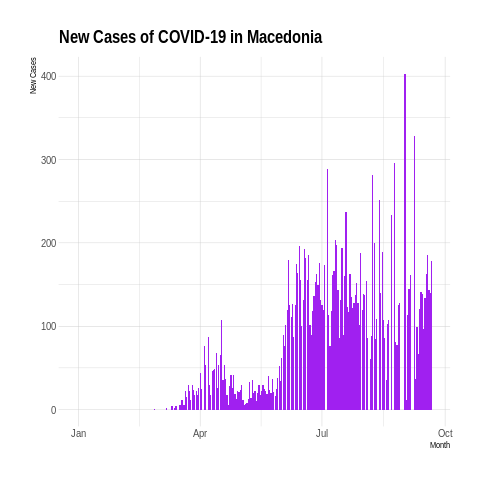 New Cases of COVID-19 in Macedonia
New Cases
400
300
200
100
0
Jan Apr Jul Oct
Month